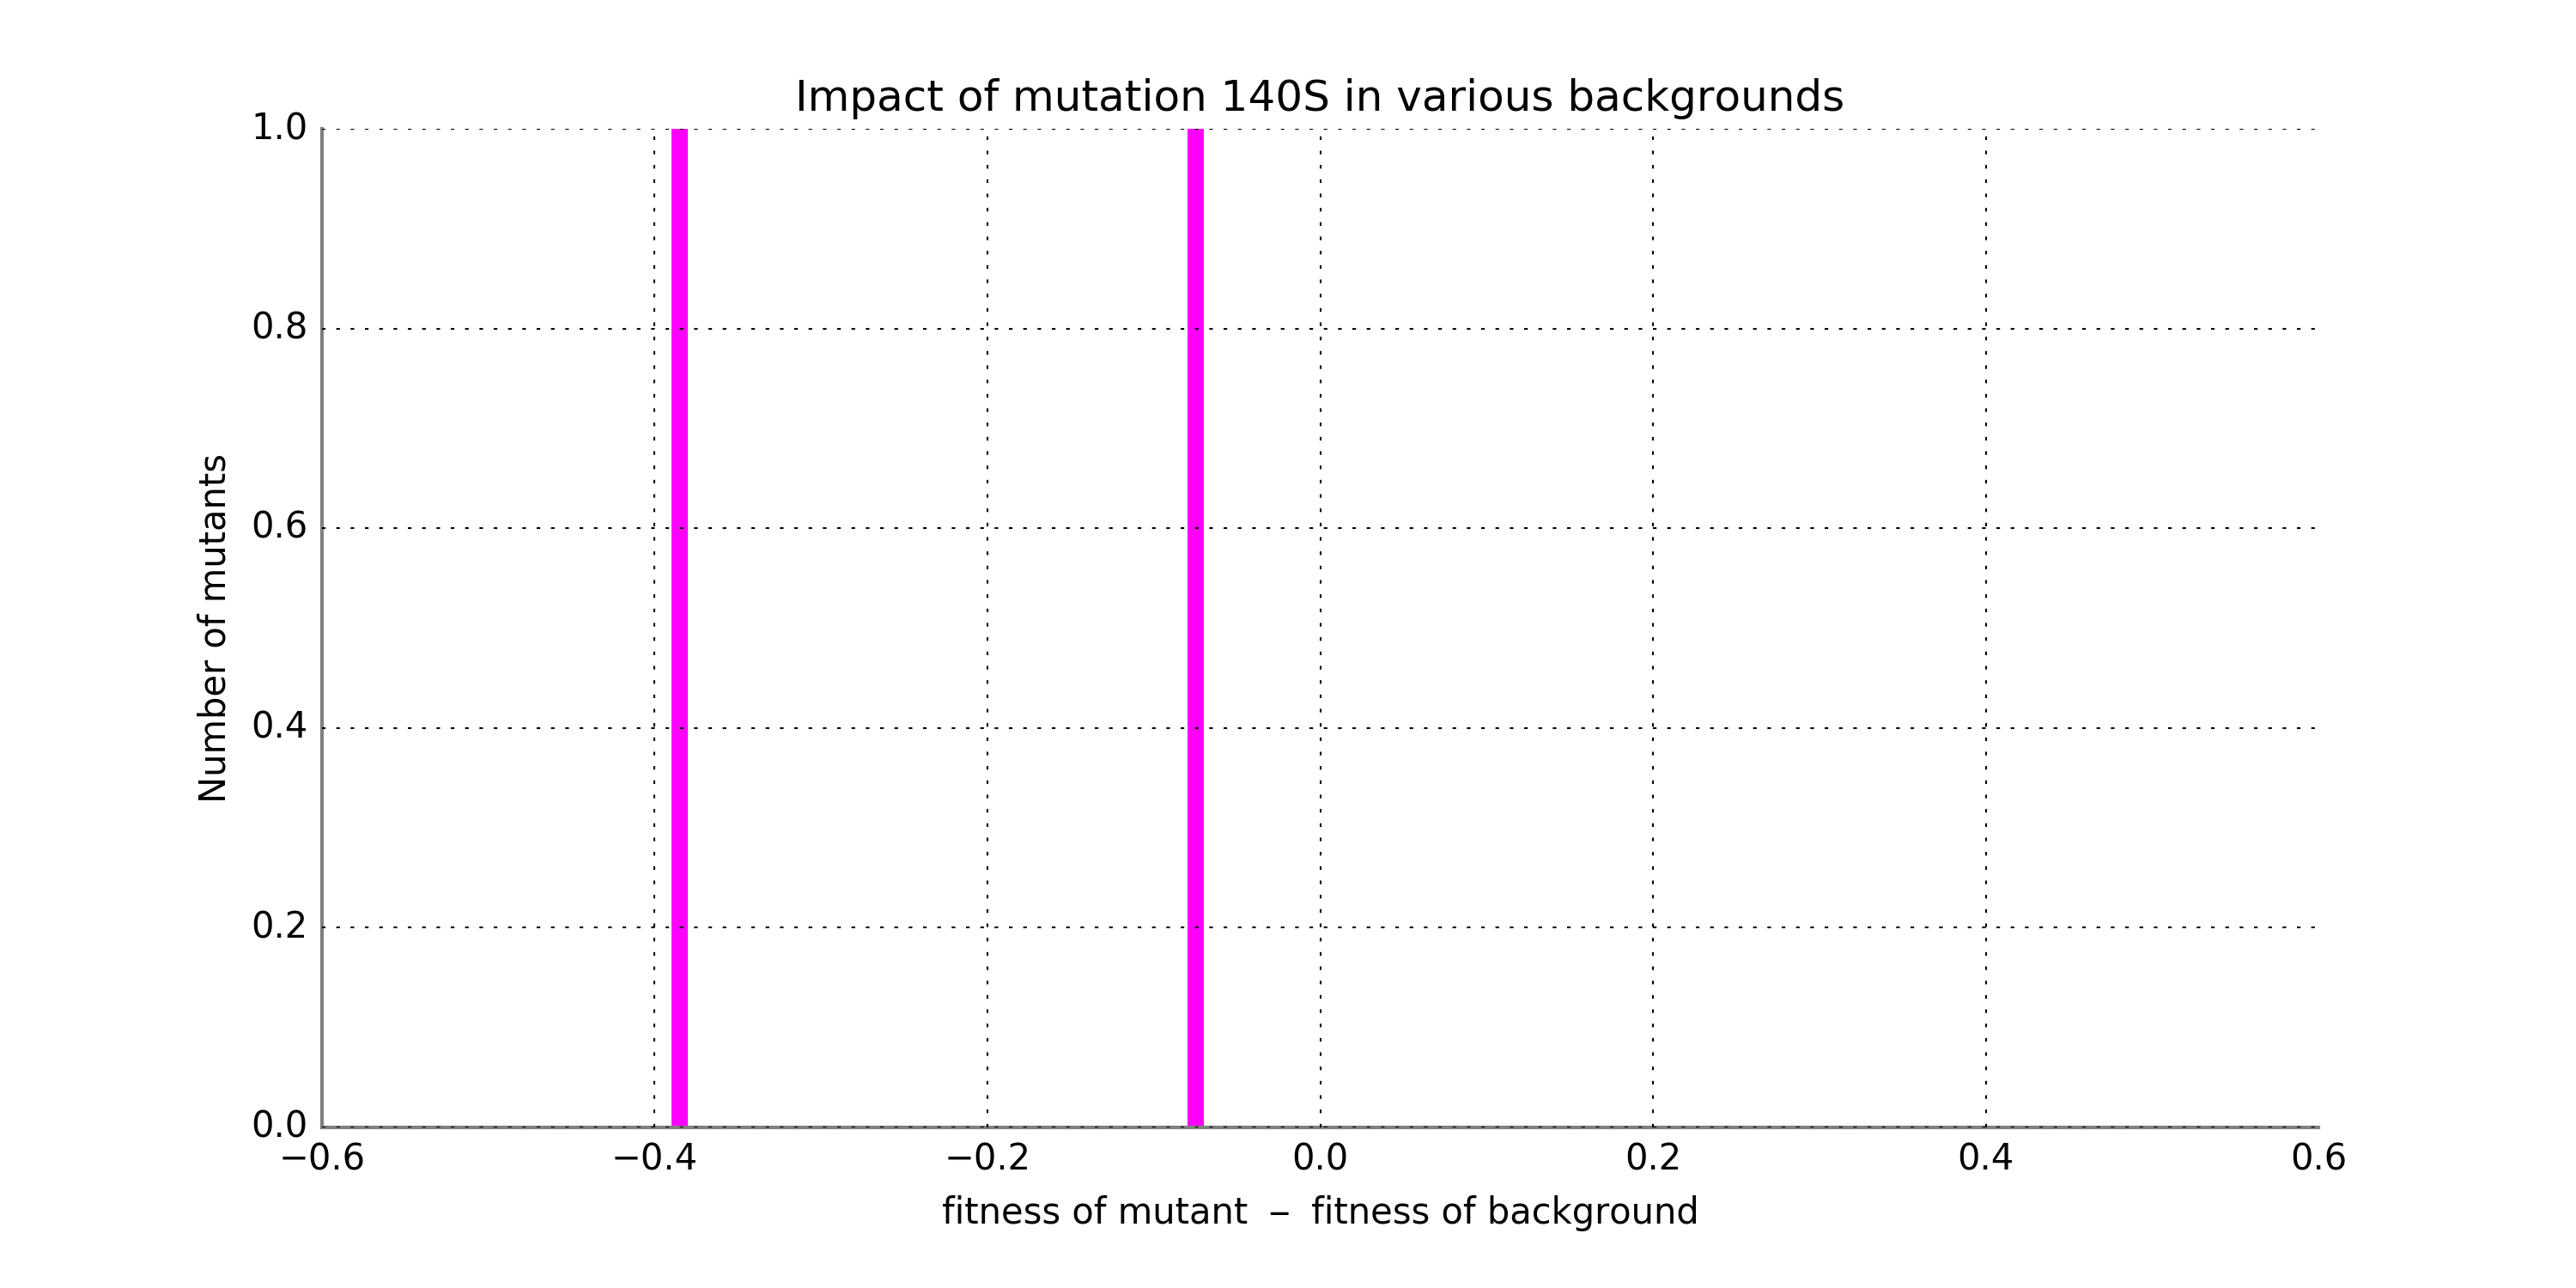 Impact of mutation 140S in various backgrounds
1.0
0.8
0.6
0.4
0.2
0.0
Number of mutants
−0.6 −0.4 −0.2 0.0 0.2 0.4 0.6
fitness of mutant − fitness of background